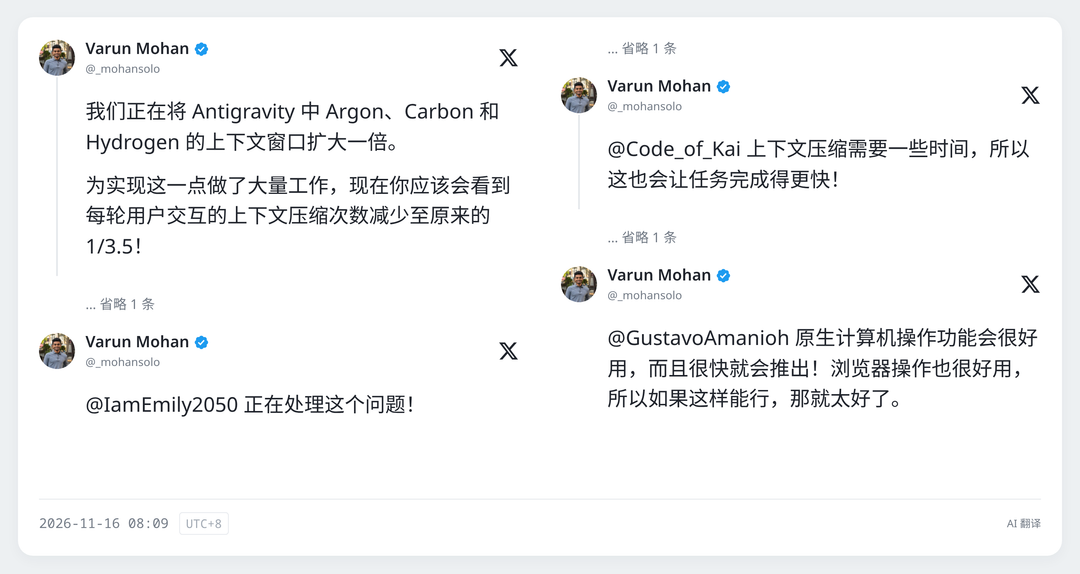 Varun Mohan
@_mohansolo
我们正在将 Antigravity 中 Argon、Carbon 和
Hydrogen 的上下文窗口扩大一倍。
为实现这一点做了大量工作，现在你应该会看到
每轮用户交互的上下文压缩次数减少至原来的
1/3.5！
... 省略 1 条
Varun Mohan
@_mohansolo
@IamEmily2050 正在处理这个问题！
... 省略 1 条
Varun Mohan
@_mohansolo
@Code_of_Kai 上下文压缩需要一些时间，所以
这也会让任务完成得更快！
... 省略 1 条
Varun Mohan
@_mohansolo
@GustavoAmanioh 原生计算机操作功能会很好
用，而且很快就会推出！浏览器操作也很好用，
所以如果这样能行，那就太好了。
2026-11-16 08:09 UTC+8
AI 翻译